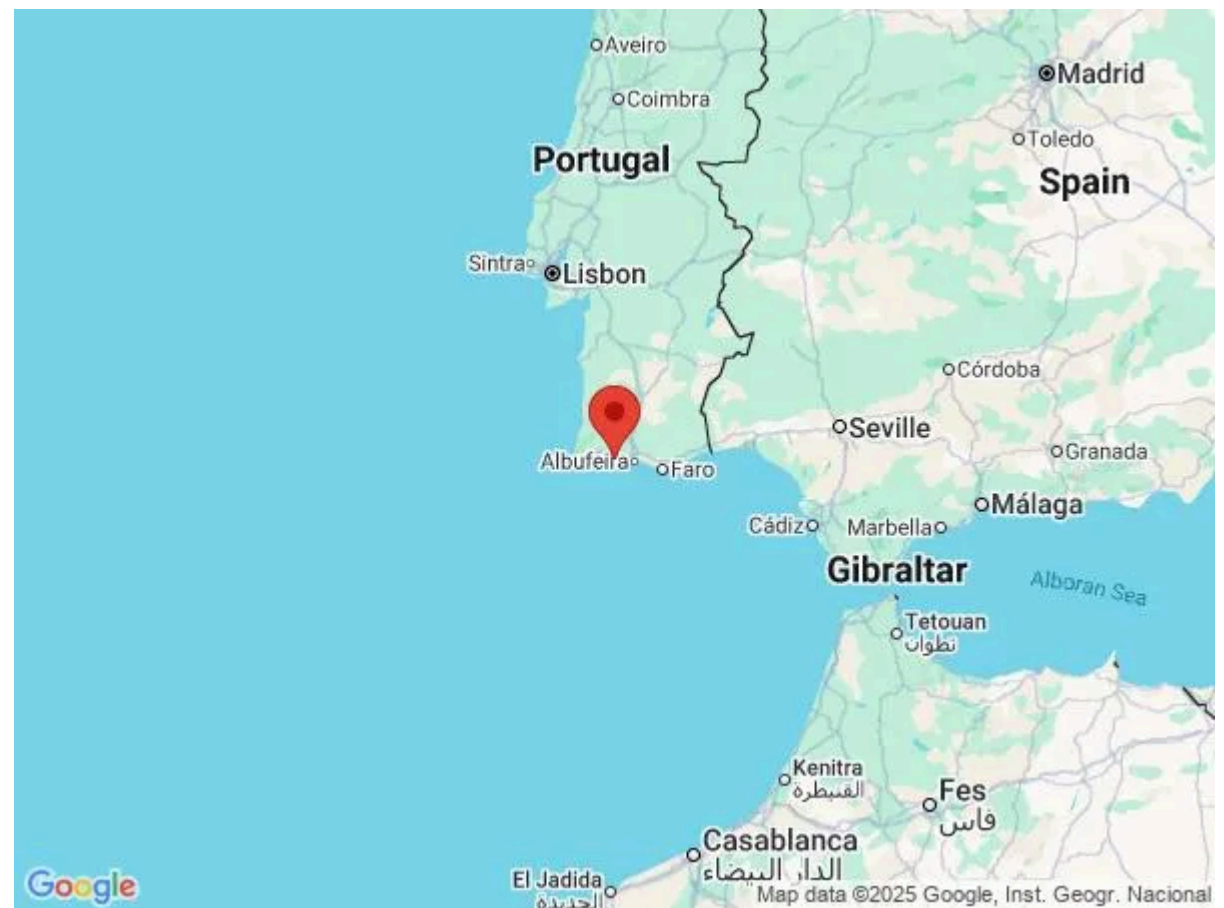 Aveiro
Madrid
Coimbra
Toledo
Portugal
Spain
Sintra
Lisbon
Córdoba
Seville
Granada
Albufeira
Faro
Málaga
Cádiz
Marbella
Gibraltar
Alboran Sea
Tetouan
تطوان
Kenitra
القنيطرة
Fes
فاس
Casablanca
الدار البيضاء
El Jadida
الجديدة
Google
Map data ©2025 Google, Inst. Geogr. Nacional